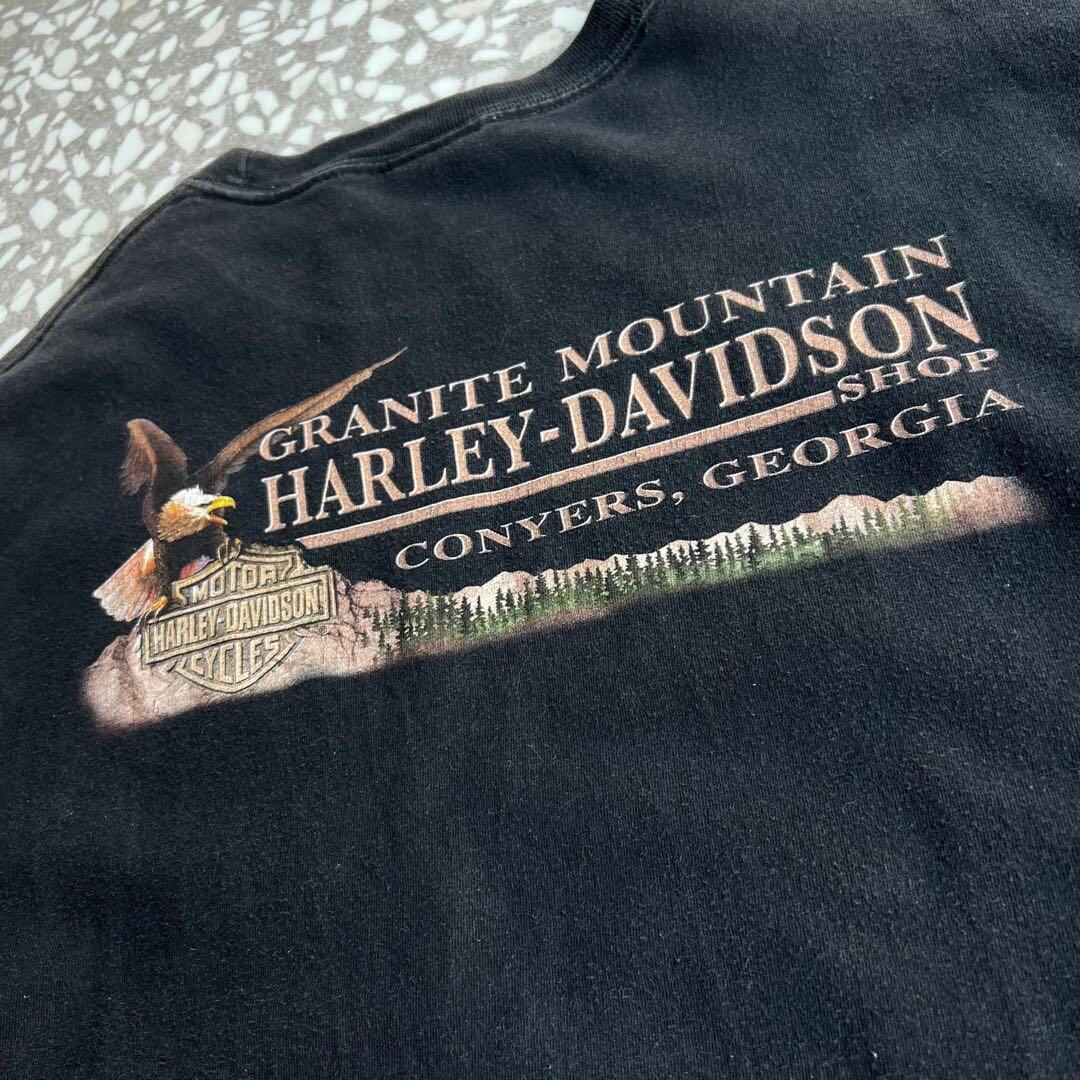 GRANITE MOUNTAIN
HARLEY-DAVIDSON
SHOP
CONYERS, GEORGIA
MOTOR
HARLEY-DAVIDSON
CYCLES